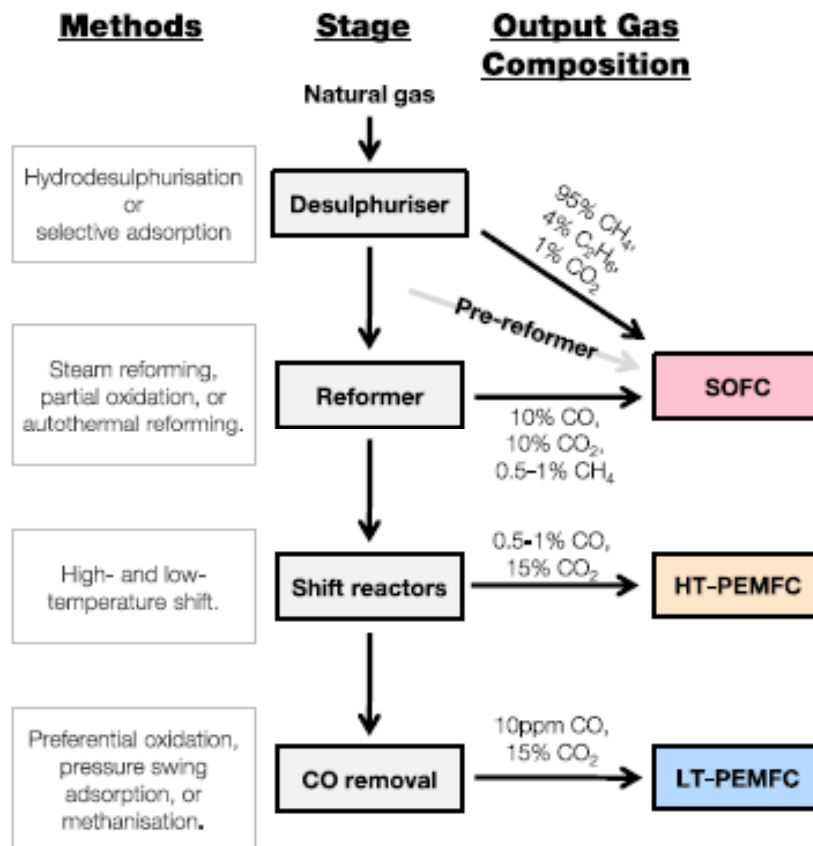 Methods
Stage
Output Gas
Composition
Natural gas
Hydrodesulphurisation
or
selective adsorption
Desulphuriser
95% CH₄,
4% C₂H₆,
1% CO₂
Pre-reformer
Steam reforming,
partial oxidation, or
autothermal reforming.
Reformer
10% CO,
10% CO₂,
0.5–1% CH₄
SOFC
High- and low-
temperature shift.
Shift reactors
0.5-1% CO,
15% CO₂
HT-PEMFC
Preferential oxidation,
pressure swing
adsorption, or
methanisation.
CO removal
10ppm CO,
15% CO₂
LT-PEMFC